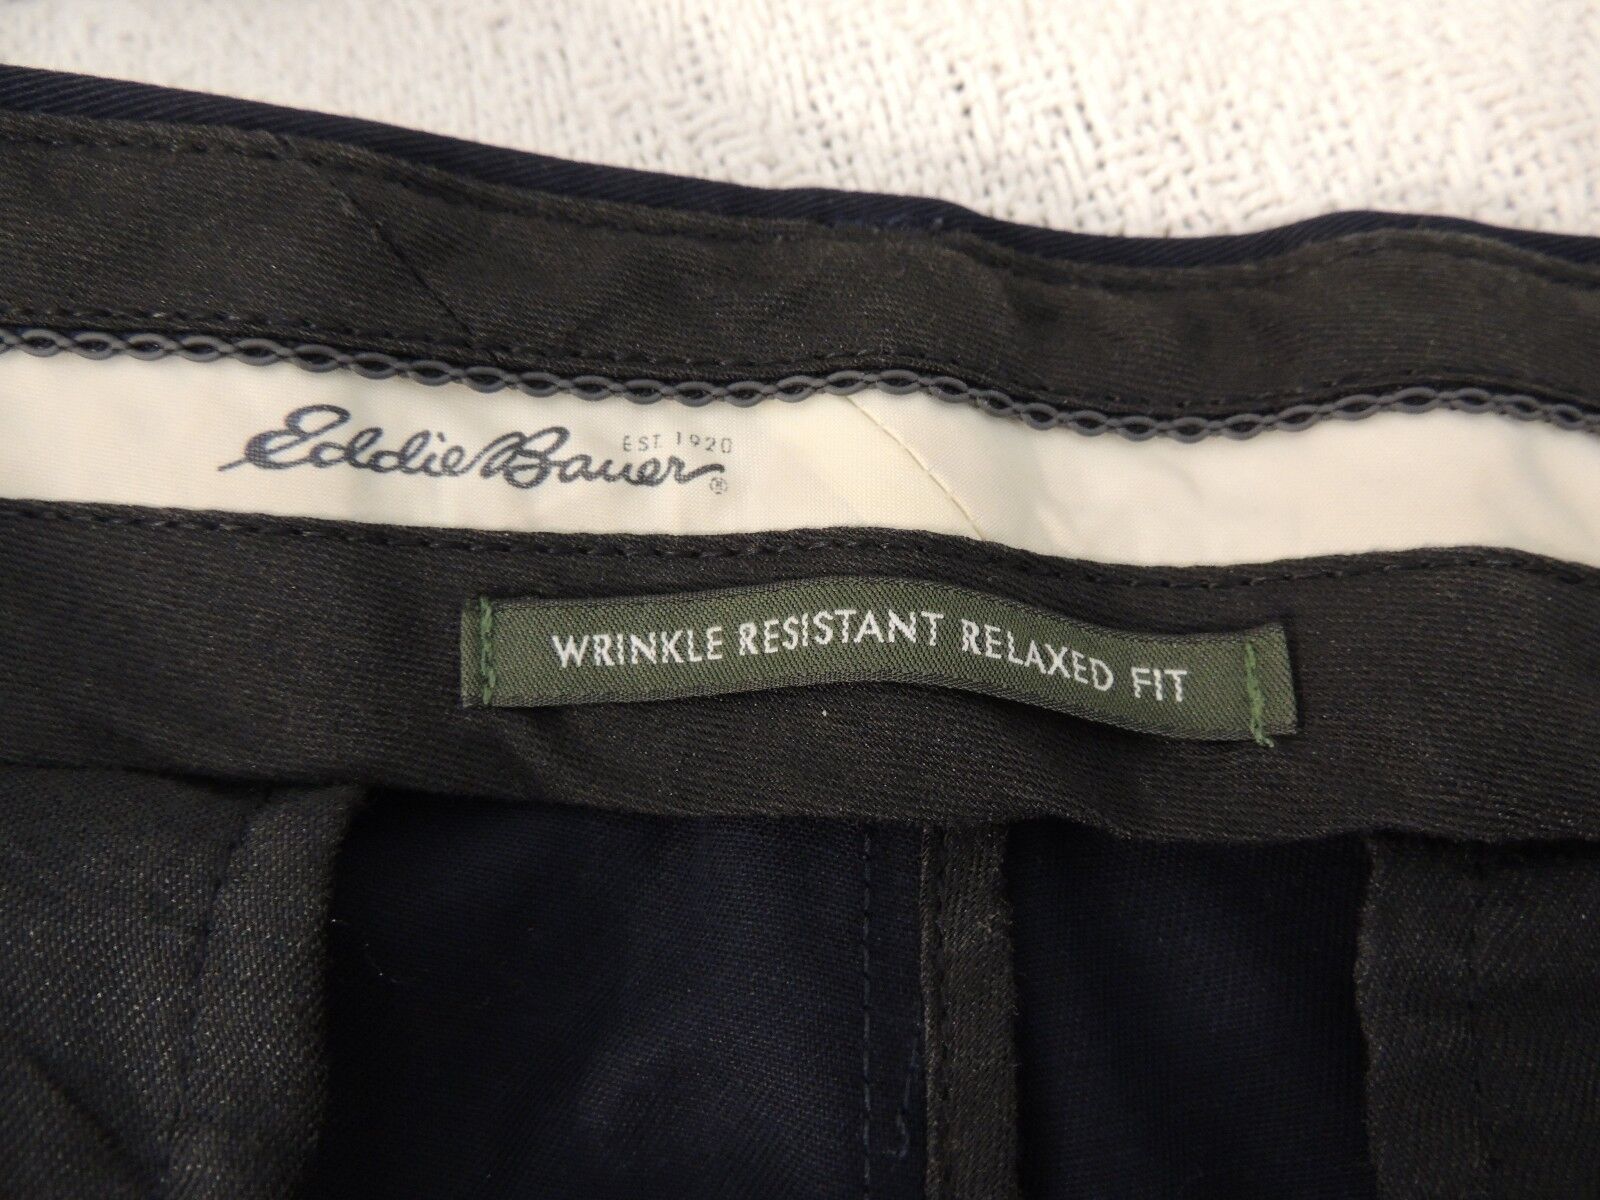 EST. 1920
Eddie Bauer®
WRINKLE RESISTANT RELAXED FIT